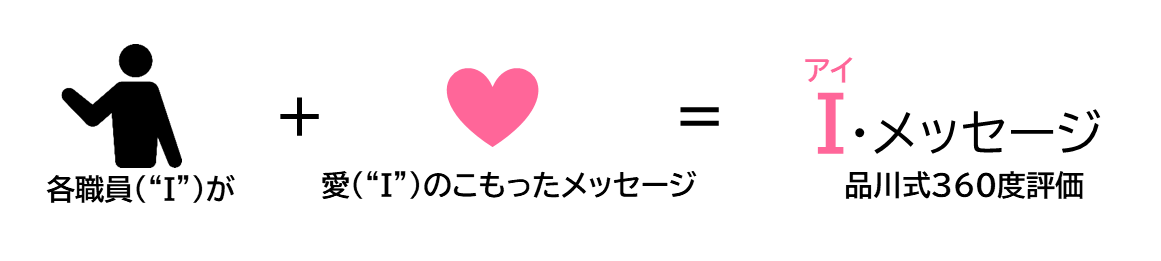 各職員(“I”)が
+
愛(“I”)のこもったメッセージ
=
アイ
I・メッセージ
品川式360度評価